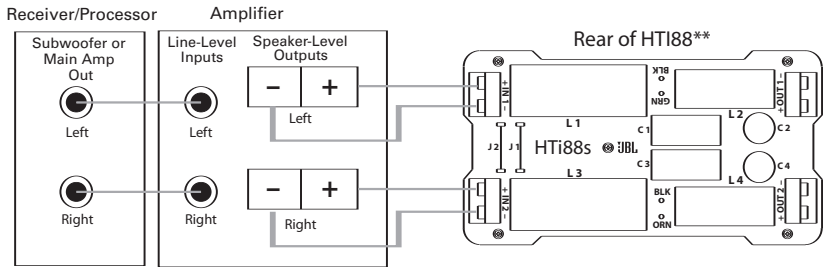 Receiver/Processor
Amplifier
Subwoofer or
Main Amp
Out
Left
Right
Line-Level
Inputs
Left
Right
Speaker-Level
Outputs
– +
Left
– +
Right
Rear of HTI88**
+ IN 1 –
L 1
BLK
GRN
+ OUT 1 –
L 2
C 1
C 2
J 2
J 1
HTi88s
JBL
C 3
C 4
L 3
L 4
+ IN 2 –
BLK
ORN
+ OUT 2 –